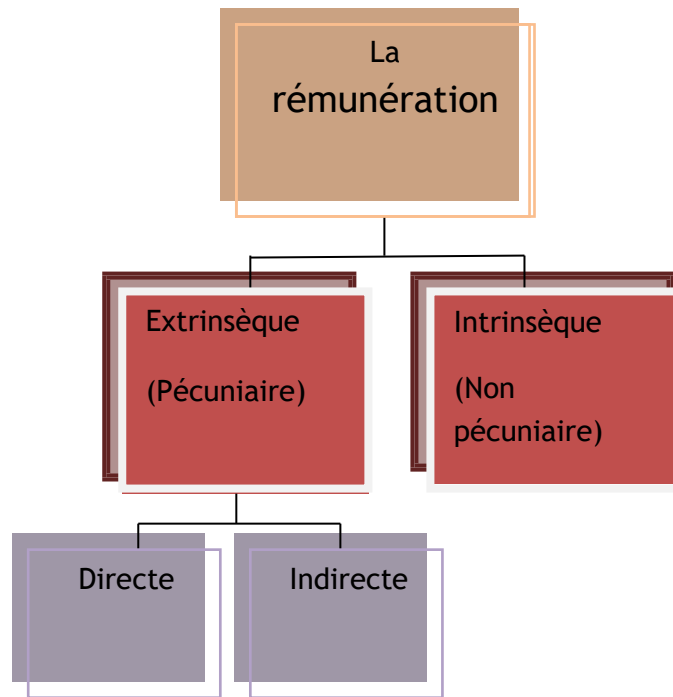 La
rémunération
Extrinsèque
(Pécuniaire)
Intrinsèque
(Non
pécuniaire)
Directe
Indirecte